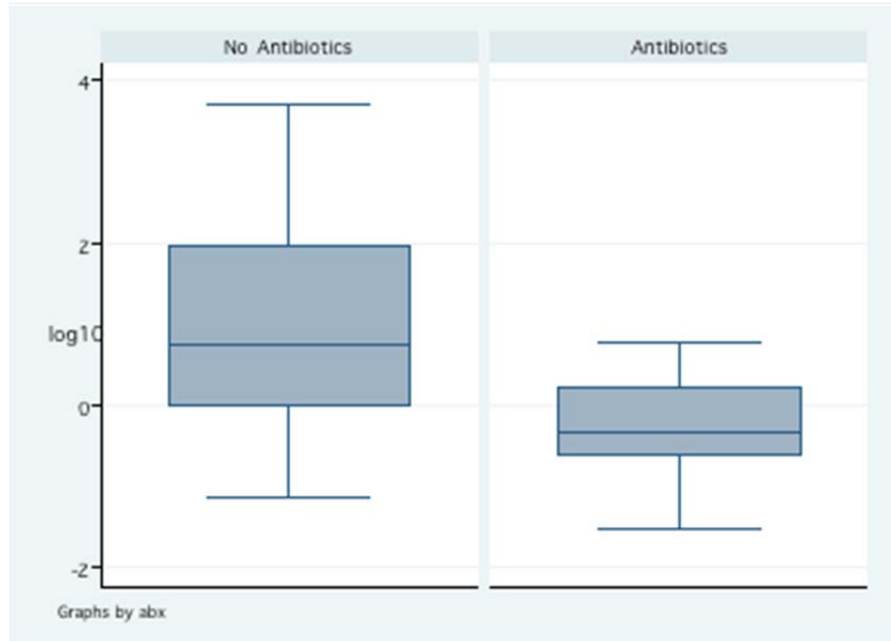 No Antibiotics
Antibiotics
4
2
log10
0
-2
Graphs by abx